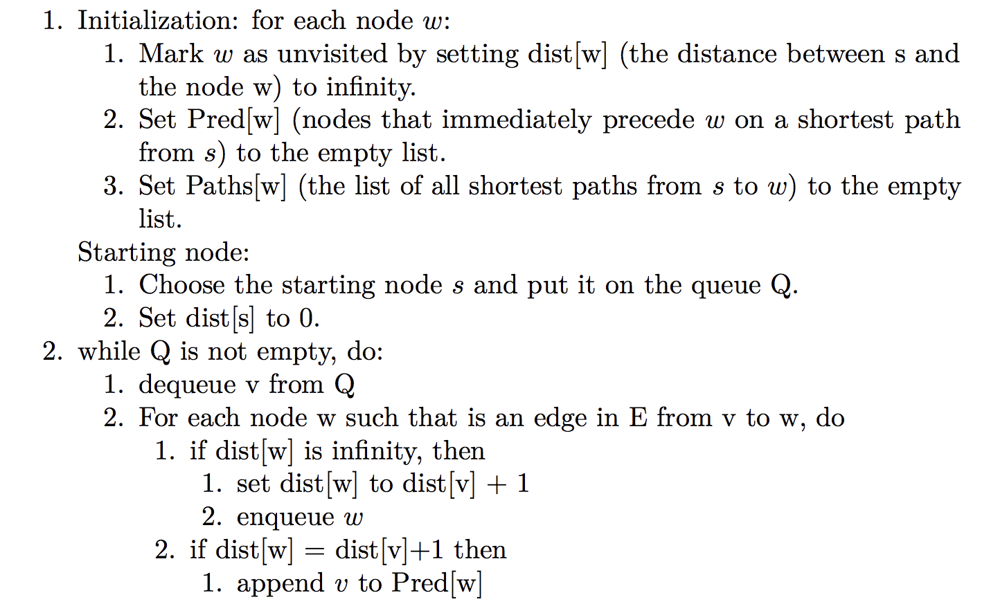 1. Initialization: for each node w:
1. Mark w as unvisited by setting dist[w] (the distance between s and
the node w) to infinity.
2. Set Pred[w] (nodes that immediately precede w on a shortest path
from s) to the empty list.
3. Set Paths[w] (the list of all shortest paths from s to w) to the empty
list.
Starting node:
1. Choose the starting node s and put it on the queue Q.
2. Set dist[s] to 0.
2. while Q is not empty, do:
1. dequeue v from Q
2. For each node w such that is an edge in E from v to w, do
1. if dist[w] is infinity, then
1. set dist[w] to dist[v] + 1
2. enqueue w
2. if dist[w] = dist[v]+1 then
1. append v to Pred[w]